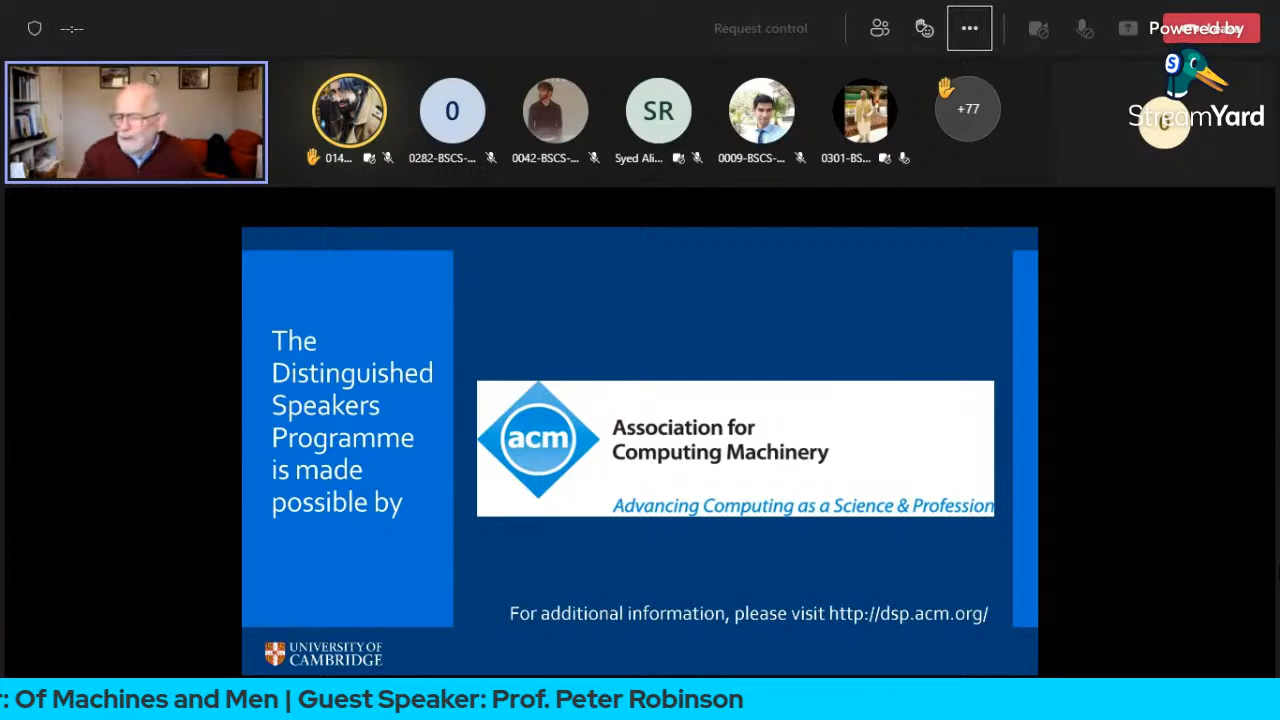 --:--
Request control
Powered by
StreamYard
0
SR
+77
014...
0282-BSCS-...
0042-BSCS-...
Syed Ali...
0009-BSCS-...
0301-BS...
The
Distinguished
Speakers
Programme
is made
possible by
acm
Association for
Computing Machinery
Advancing Computing as a Science & Profession
For additional information, please visit http://dsp.acm.org/
UNIVERSITY OF
CAMBRIDGE
r: Of Machines and Men | Guest Speaker: Prof. Peter Robinson